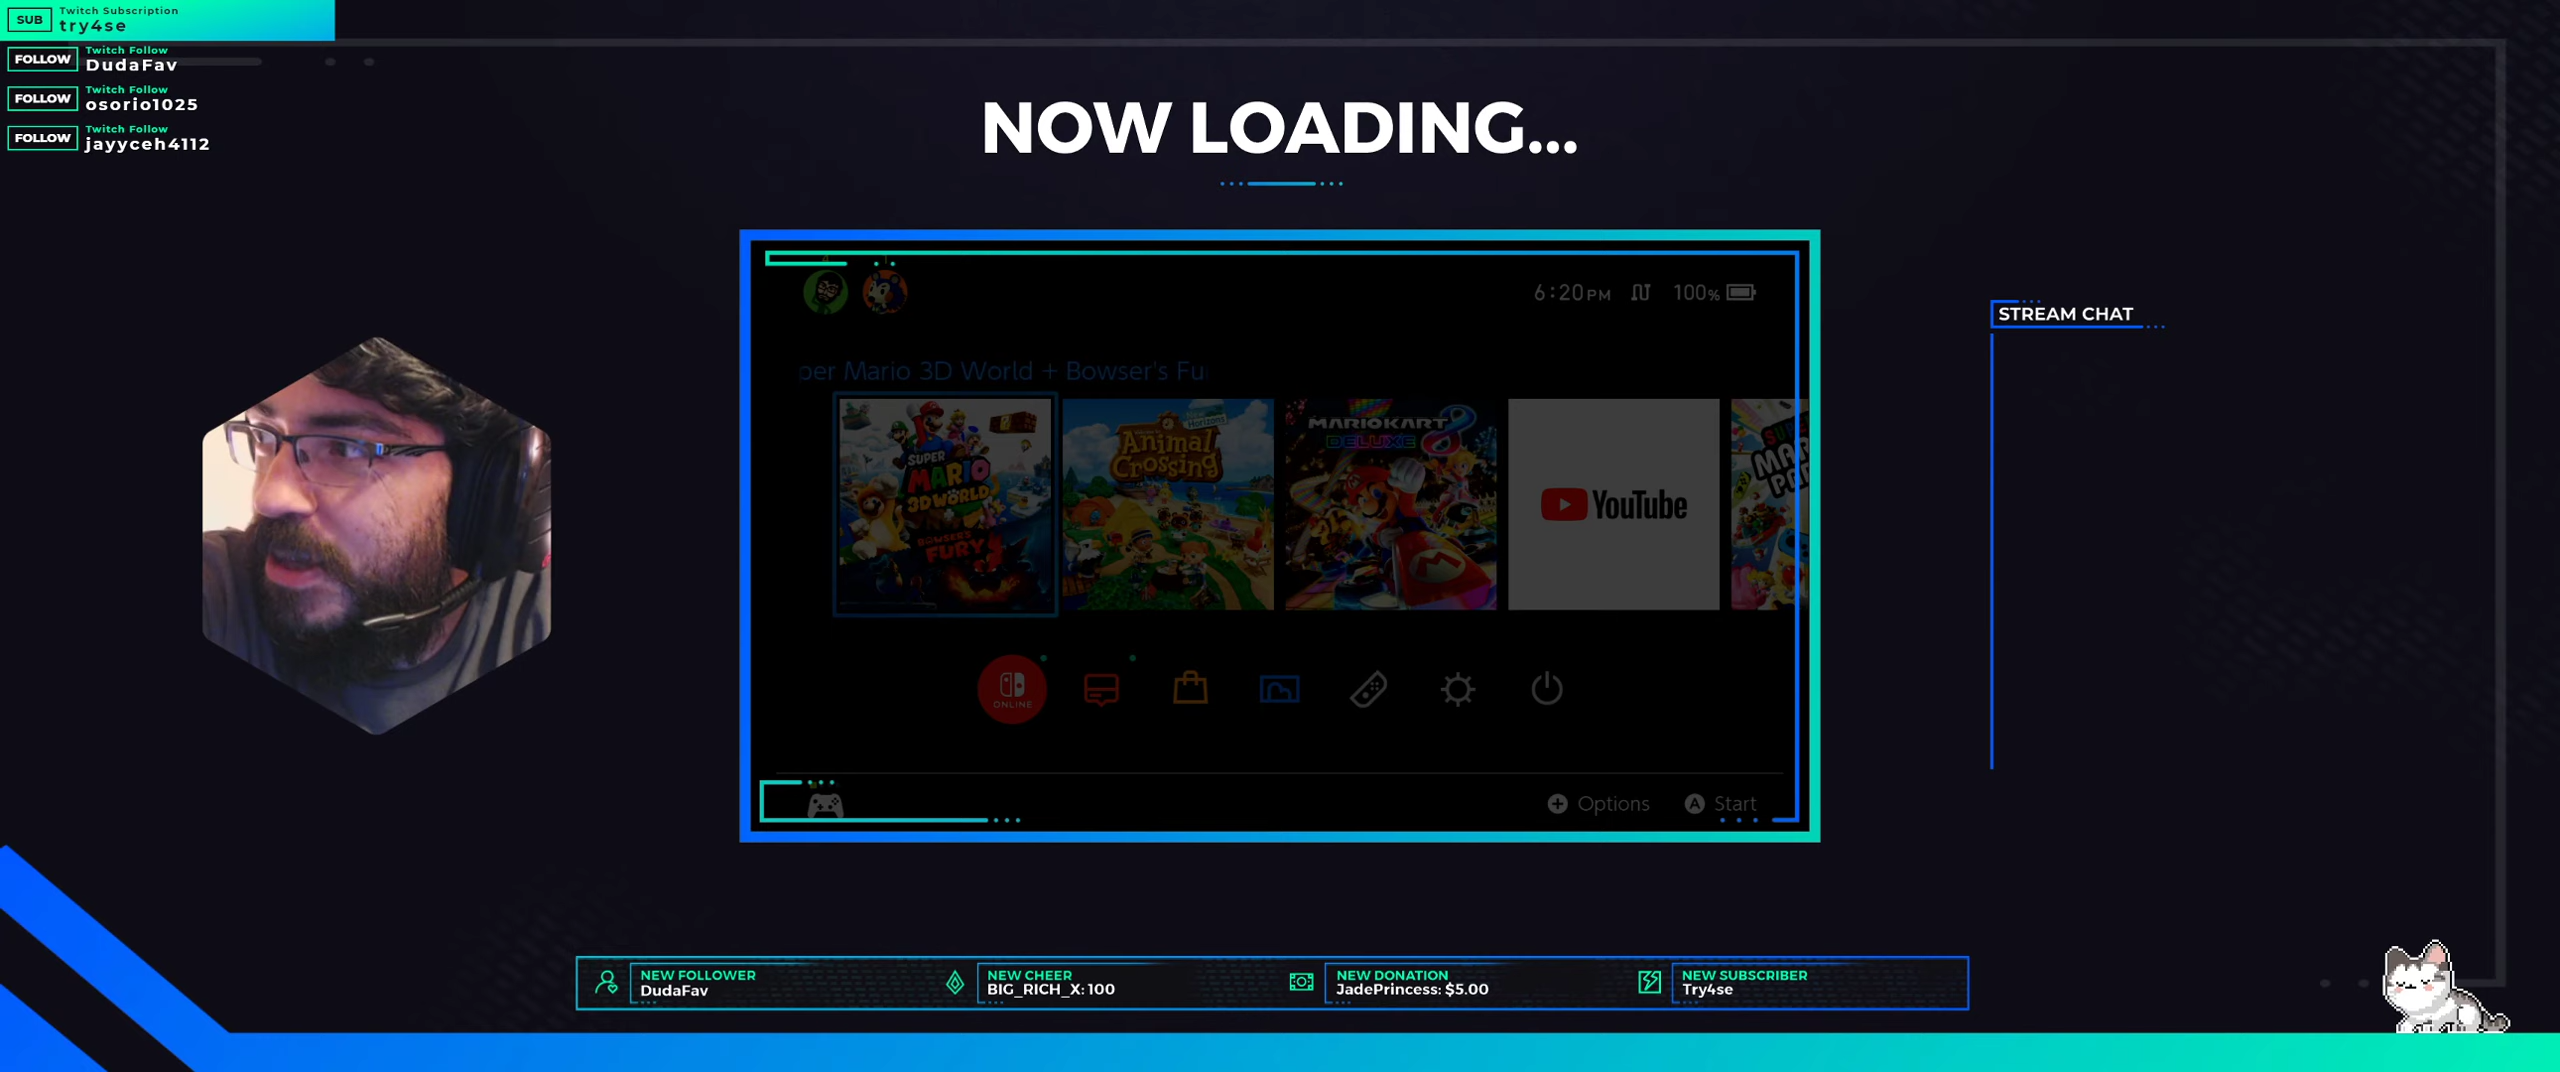 SUB
Twitch Subscription
try4se
FOLLOW
Twitch Follow
DudaFav
FOLLOW
Twitch Follow
osorio1025
FOLLOW
Twitch Follow
jayyceh4112
NOW LOADING...
6:20 PM 100%
per Mario 3D World + Bowser's Fu
SUPER
MARIO
3D WORLD
BOWSER'S
FURY
New
Horizons
Animal
Crossing
MARIOKART 8
DELUXE
YouTube
ONLINE
Options
A Start
STREAM CHAT
NEW FOLLOWER
DudaFav
NEW CHEER
BIG_RICH_X: 100
NEW DONATION
JadePrincess: $5.00
NEW SUBSCRIBER
Try4se